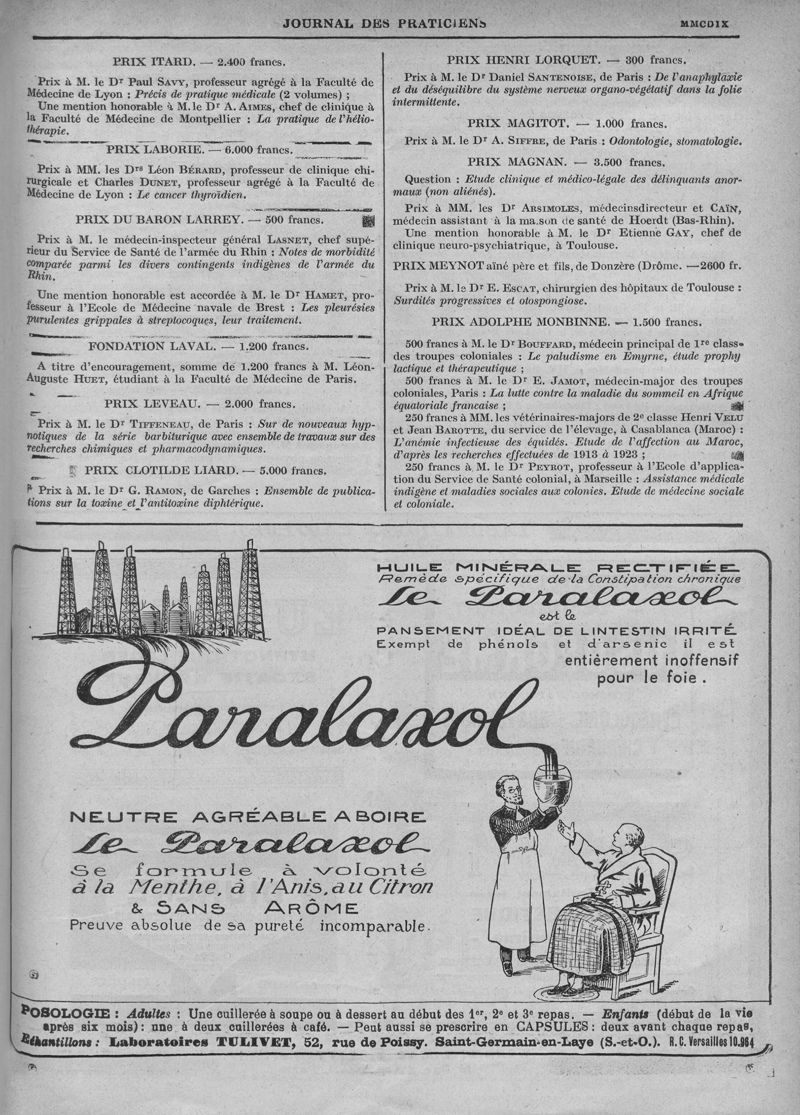 JOURNAL DES PRATICIENS
MMCDIX
PRIX ITARD. — 2.400 francs.
Prix à M. le Dr Paul SAVY, professeur agrégé à la Faculté de
Médecine de Lyon : Précis de pratique médicale (2 volumes) ;
Une mention honorable à M. le Dr A. AIMES, chef de clinique à
la Faculté de Médecine de Montpellier : La pratique de l'hélio-
thérapie.
PRIX LABORIE. — 6.000 francs.
Prix à MM. les Drs Léon BÉRARD, professeur de clinique chi-
rurgicale et Charles DUNET, professeur agrégé à la Faculté de
Médecine de Lyon : Le cancer thyroïdien.
PRIX DU BARON LARREY. — 500 francs.
Prix à M. le médecin-inspecteur général LASNET, chef supé-
rieur du Service de Santé de l'armée du Rhin : Notes de morbidité
comparée parmi les divers contingents indigènes de l'armée du
Rhin.
Une mention honorable est accordée à M. le Dr HAMET, pro-
fesseur à l'Ecole de Médecine navale de Brest : Les pleurésies
purulentes grippales à streptocoques, leur traitement.
FONDATION LAVAL. — 1.200 francs.
A titre d'encouragement, somme de 1.200 francs à M. Léon-
Auguste HUET, étudiant à la Faculté de Médecine de Paris.
PRIX LEVEAU. — 2.000 francs.
Prix à M. le Dr TIFFENEAU, de Paris : Sur de nouveaux hyp-
notiques de la série barbiturique avec ensemble de travaux sur des
recherches chimiques et pharmacodynamiques.
PRIX CLOTILDE LIARD. — 5.000 francs.
Prix à M. le Dr G. RAMON, de Garches : Ensemble de publica-
tions sur la toxine et l'antitoxine diphtérique.
PRIX HENRI LORQUET. — 300 francs.
Prix à M. le Dr Daniel SANTENOISE, de Paris : De l'anaphylaxie
et du déséquilibre du système nerveux organo-végétatif dans la folie
intermittente.
PRIX MAGITOT. — 1.000 francs.
Prix à M. le Dr A. SIFFRE, de Paris : Odontologie, stomatologie.
PRIX MAGNAN. — 3.500 francs.
Question : Etude clinique et médico-légale des délinquants anor-
maux (non aliénés).
Prix à MM. les Drs ARSIMOLES, médecinsdirecteur et CAÏN,
médecin assistant à la maison de santé de Hoerdt (Bas-Rhin).
Une mention honorable à M. le Dr Etienne GAY, chef de
clinique neuro-psychiatrique, à Toulouse.
PRIX MEYNOT aîné père et fils, de Donzère (Drôme. —2600 fr.
Prix à M. le Dr E. ESCAT, chirurgien des hôpitaux de Toulouse :
Surdités progressives et otospongiose.
PRIX ADOLPHE MONBINNE. — 1.500 francs.
500 francs à M. le Dr BOUFFARD, médecin principal de 1re class
des troupes coloniales : Le paludisme en Emyrne, étude prophy
lactique et thérapeutique ;
500 francs à M. le Dr E. JAMOT, médecin-major des troupes
coloniales, Paris : La lutte contre la maladie du sommeil en Afrique
équatoriale francaise ;
250 francs à MM. les vétérinaires-majors de 2e classe Henri VELU
et Jean BAROTTE, du service de l'élevage, à Casablanca (Maroc) :
L'anémie infectieuse des équidés. Etude de l'affection au Maroc,
d'après les recherches effectuées de 1913 à 1923 ;
250 francs à M. le Dr PEYROT, professeur à l'Ecole d'applica-
tion du Service de Santé colonial, à Marseille : Assistance médicale
indigène et maladies sociales aux colonies. Etude de médecine sociale
et coloniale.
HUILE MINÉRALE RECTIFIÉE
Remède spécifique de la Constipation chronique
Le Paralaxol
est le
PANSEMENT IDÉAL DE L'INTESTIN IRRITÉ
Exempt de phénols et d'arsenic il est
entièrement inoffensif
pour le foie.
Paralaxol
NEUTRE AGRÉABLE A BOIRE
Le Paralaxol
Se formule à volonté
à la Menthe, à l'Anis, au Citron
& SANS ARÔME
Preuve absolue de sa pureté incomparable.
POSOLOGIE : Adultes : Une cuillerée à soupe ou à dessert au début des 1er, 2e et 3e repas. — Enfants (début de la vie
après six mois) : une à deux cuillerées à café. — Peut aussi se prescrire en CAPSULES : deux avant chaque repas,
Échantillons : Laboratoires TULIVET, 52, rue de Poissy. Saint-Germain-en-Laye (S.-et-O.). R.C. Versailles 10.964